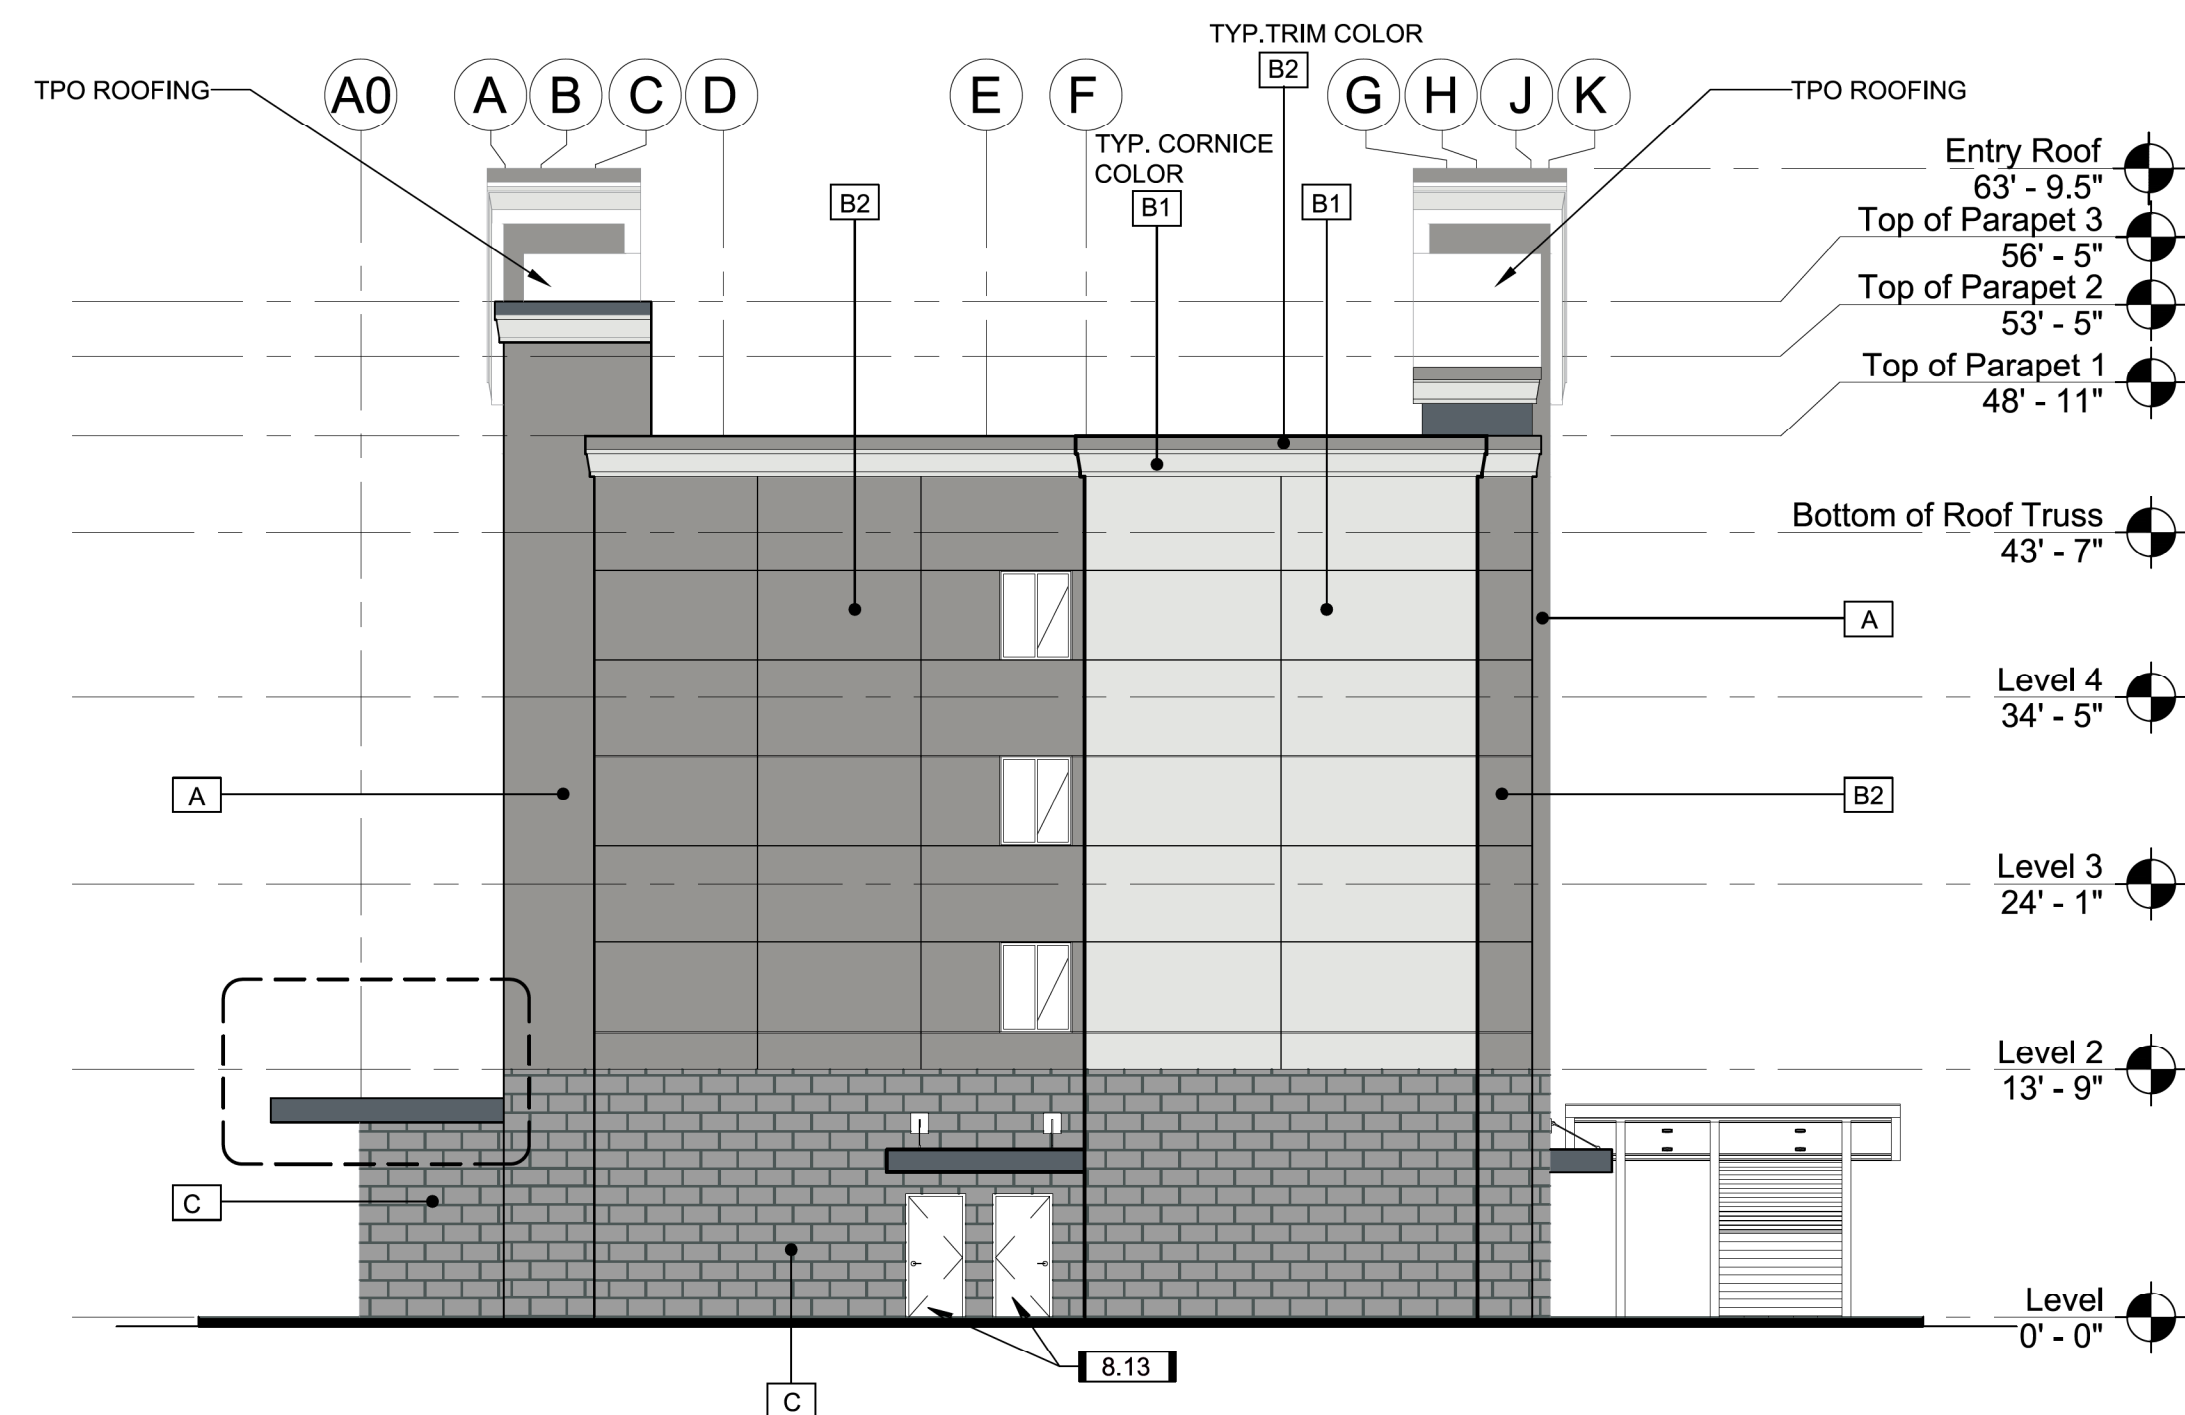 TYP.TRIM COLOR
B2
TPO ROOFING
A0
A
B
C
D
E
F
G
H
J
K
TPO ROOFING
TYP. CORNICE
COLOR
B1
B2
B1
Entry Roof
63' - 9.5"
Top of Parapet 3
56' - 5"
Top of Parapet 2
53' - 5"
Top of Parapet 1
48' - 11"
Bottom of Roof Truss
43' - 7"
A
Level 4
34' - 5"
A
B2
Level 3
24' - 1"
Level 2
13' - 9"
C
Level
0' - 0"
8.13
C